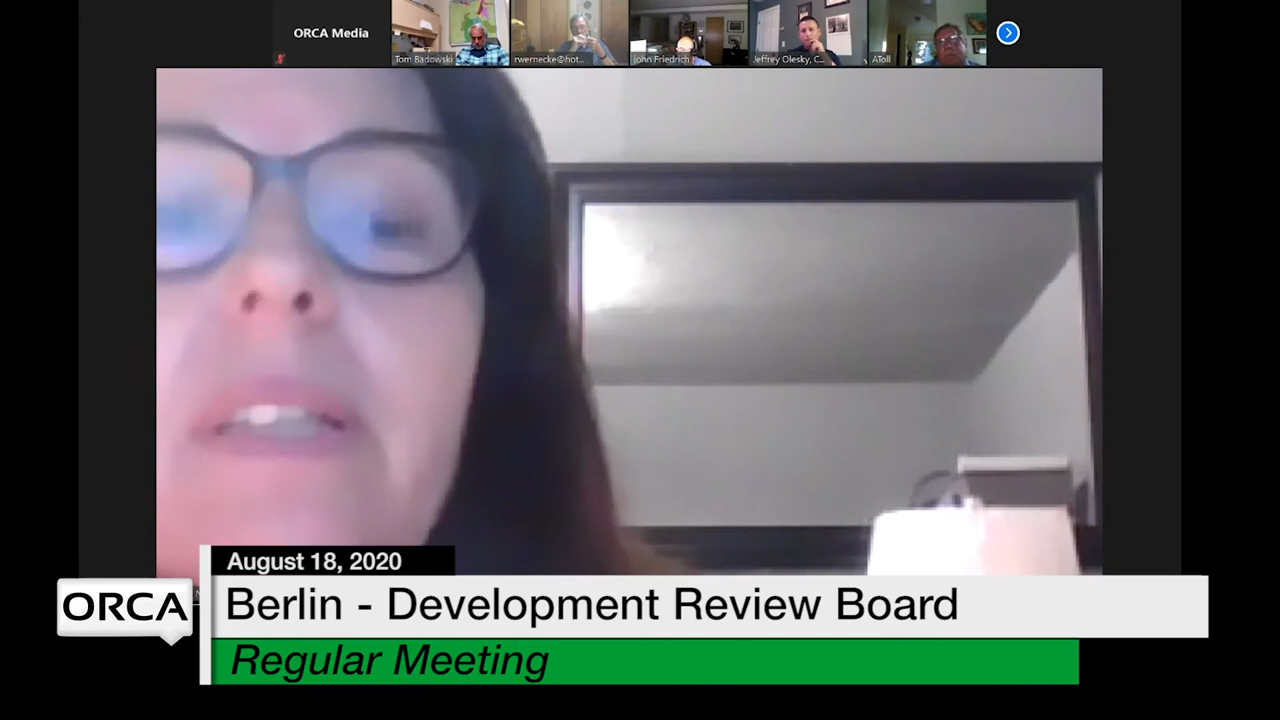 ORCA Media
Tom Badowski
rwernecke@hot...
John Friedrich
Jeffrey Olesky, C...
AToll
August 18, 2020
Berlin - Development Review Board
ORCA
Regular Meeting